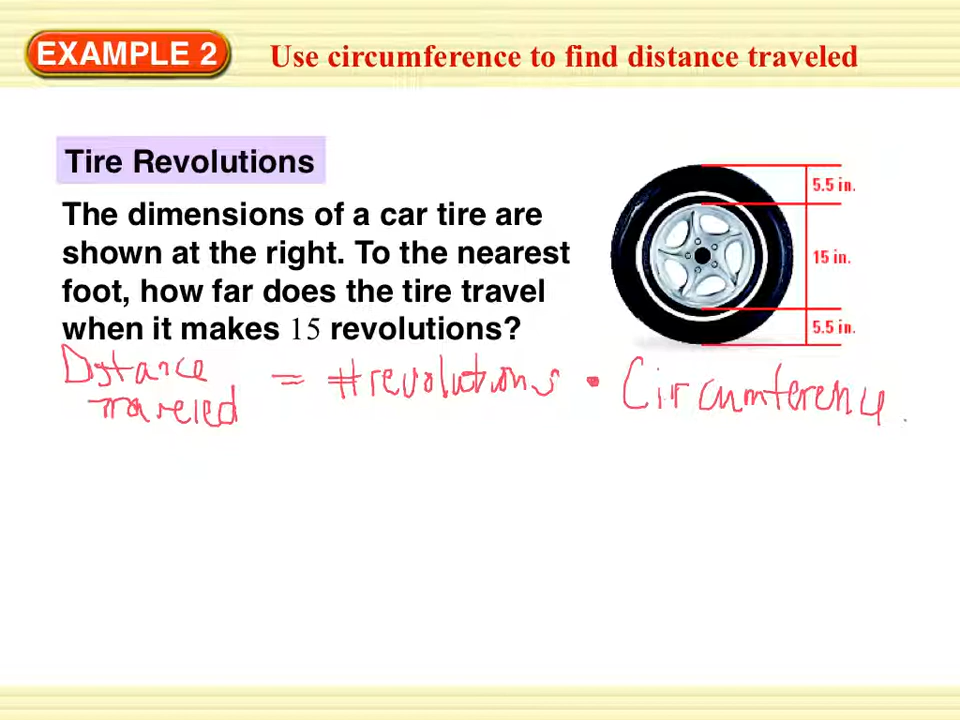 EXAMPLE 2
Use circumference to find distance traveled
Tire Revolutions
The dimensions of a car tire are
shown at the right. To the nearest
foot, how far does the tire travel
when it makes 15 revolutions?
5.5 in.
15 in.
5.5 in.
Distance
traveled
= #revolutions • Circumference